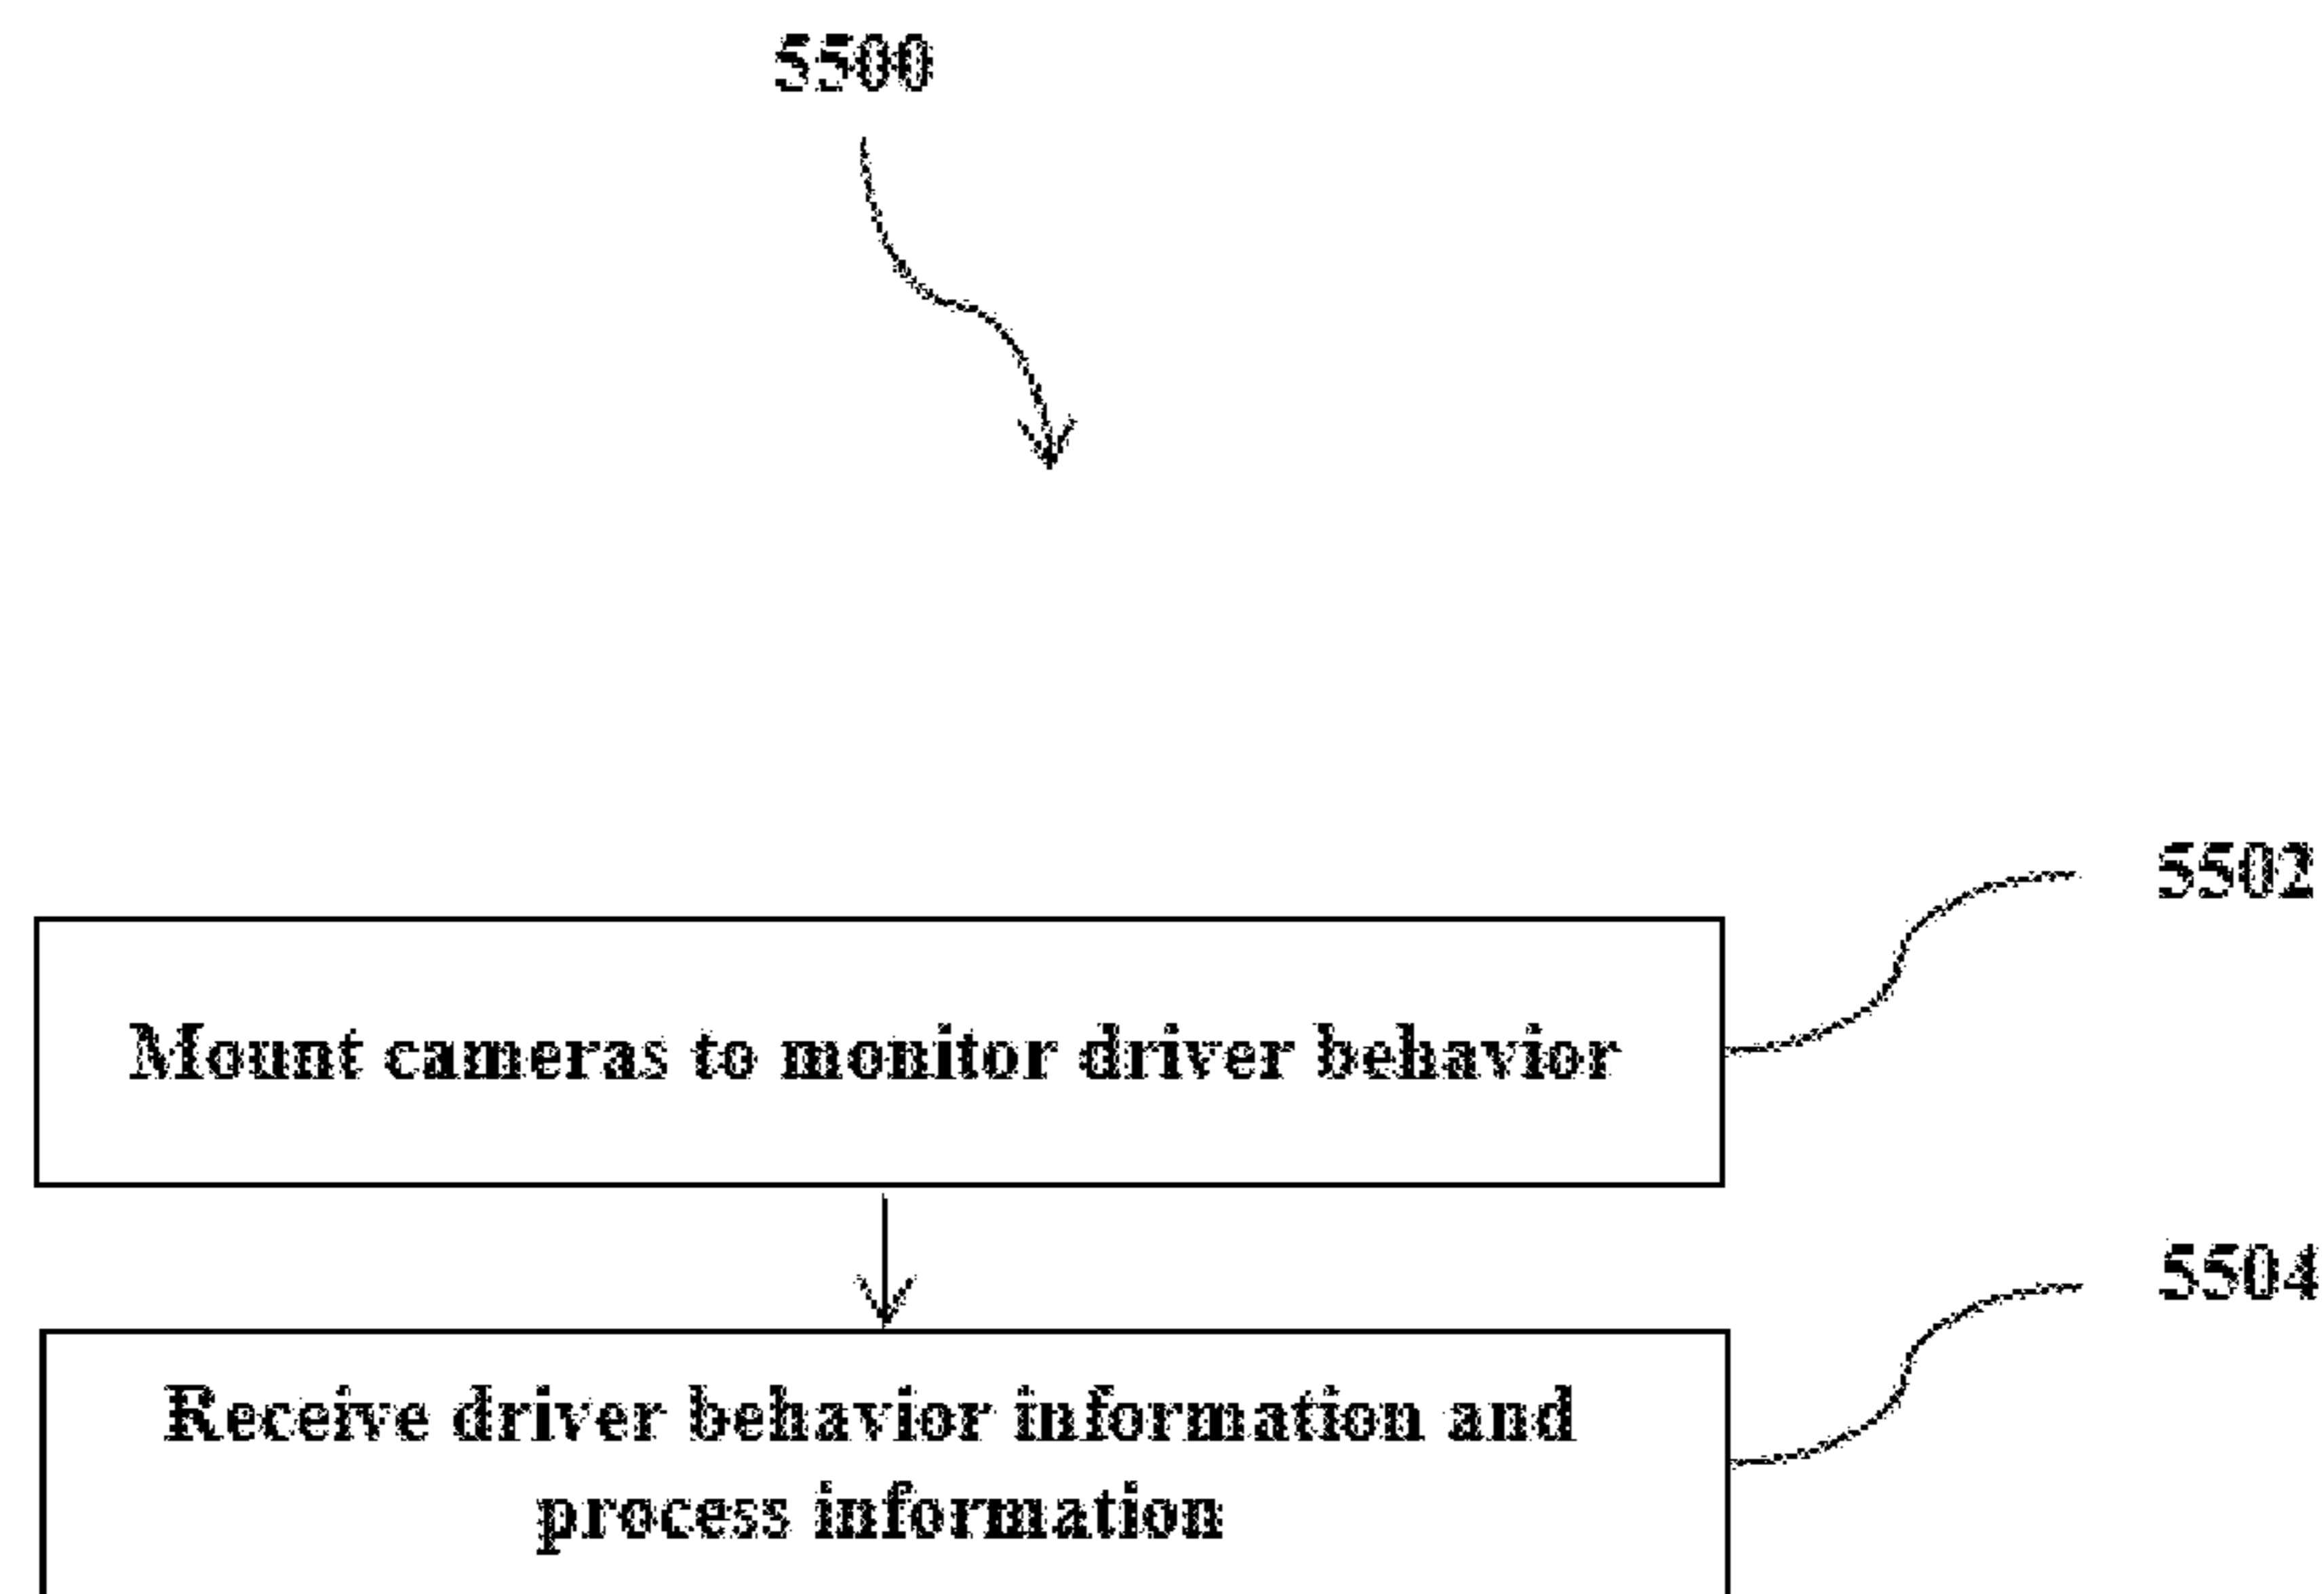 5500
5502
Mount cameras to monitor driver behavior
5504
Receive driver behavior information and
process information